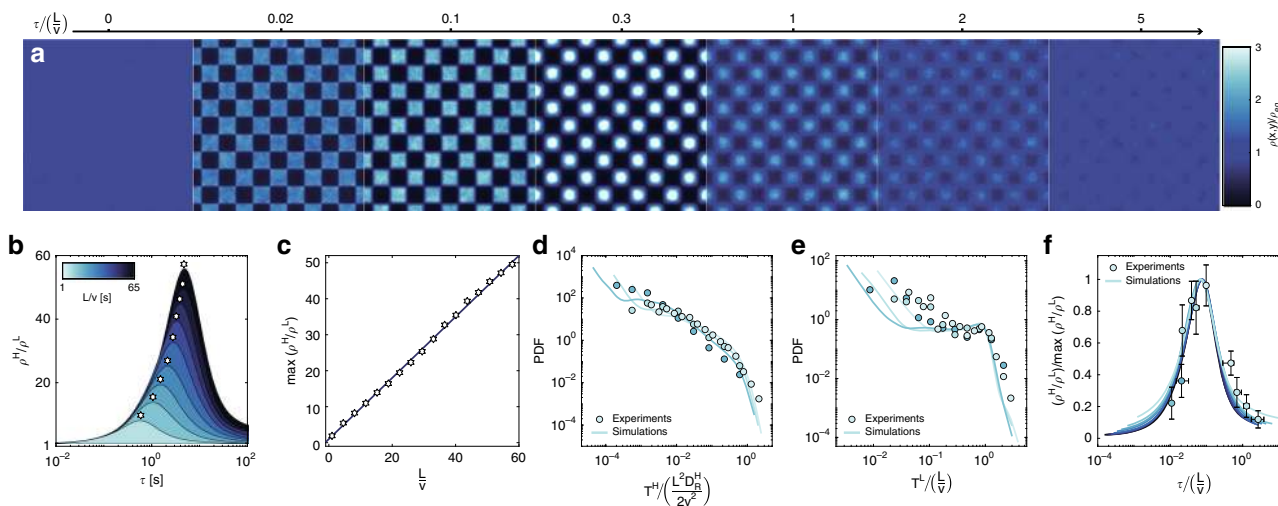 τ/(L/v) 0 0.02 0.1 0.3 1 2 5
a
3
2
1
0
ρ(x,y)/ρeq
b
60
40
20
1
ρ^H/ρ^L
1 65
L/v [s]
10^−2 10^0 10^2
τ [s]
c
50
40
30
20
10
0
max (ρ^H/ρ^L)
0 20 40 60
L/v
d
10^4
10^2
10^0
10^−2
10^−4
PDF
Experiments
Simulations
10^−4 10^−2 10^0
T^H/(L^2D_R^H/2v^2)
e
10^2
10^0
10^−2
10^−4
PDF
Experiments
Simulations
10^−2 10^−1 10^0
T^L/(L/v)
f
1
0.8
0.6
0.4
0.2
0
(ρ^H/ρ^L)/max (ρ^H/ρ^L)
Experiments
Simulations
10^−4 10^−2 10^0 10^2
τ/(L/v)